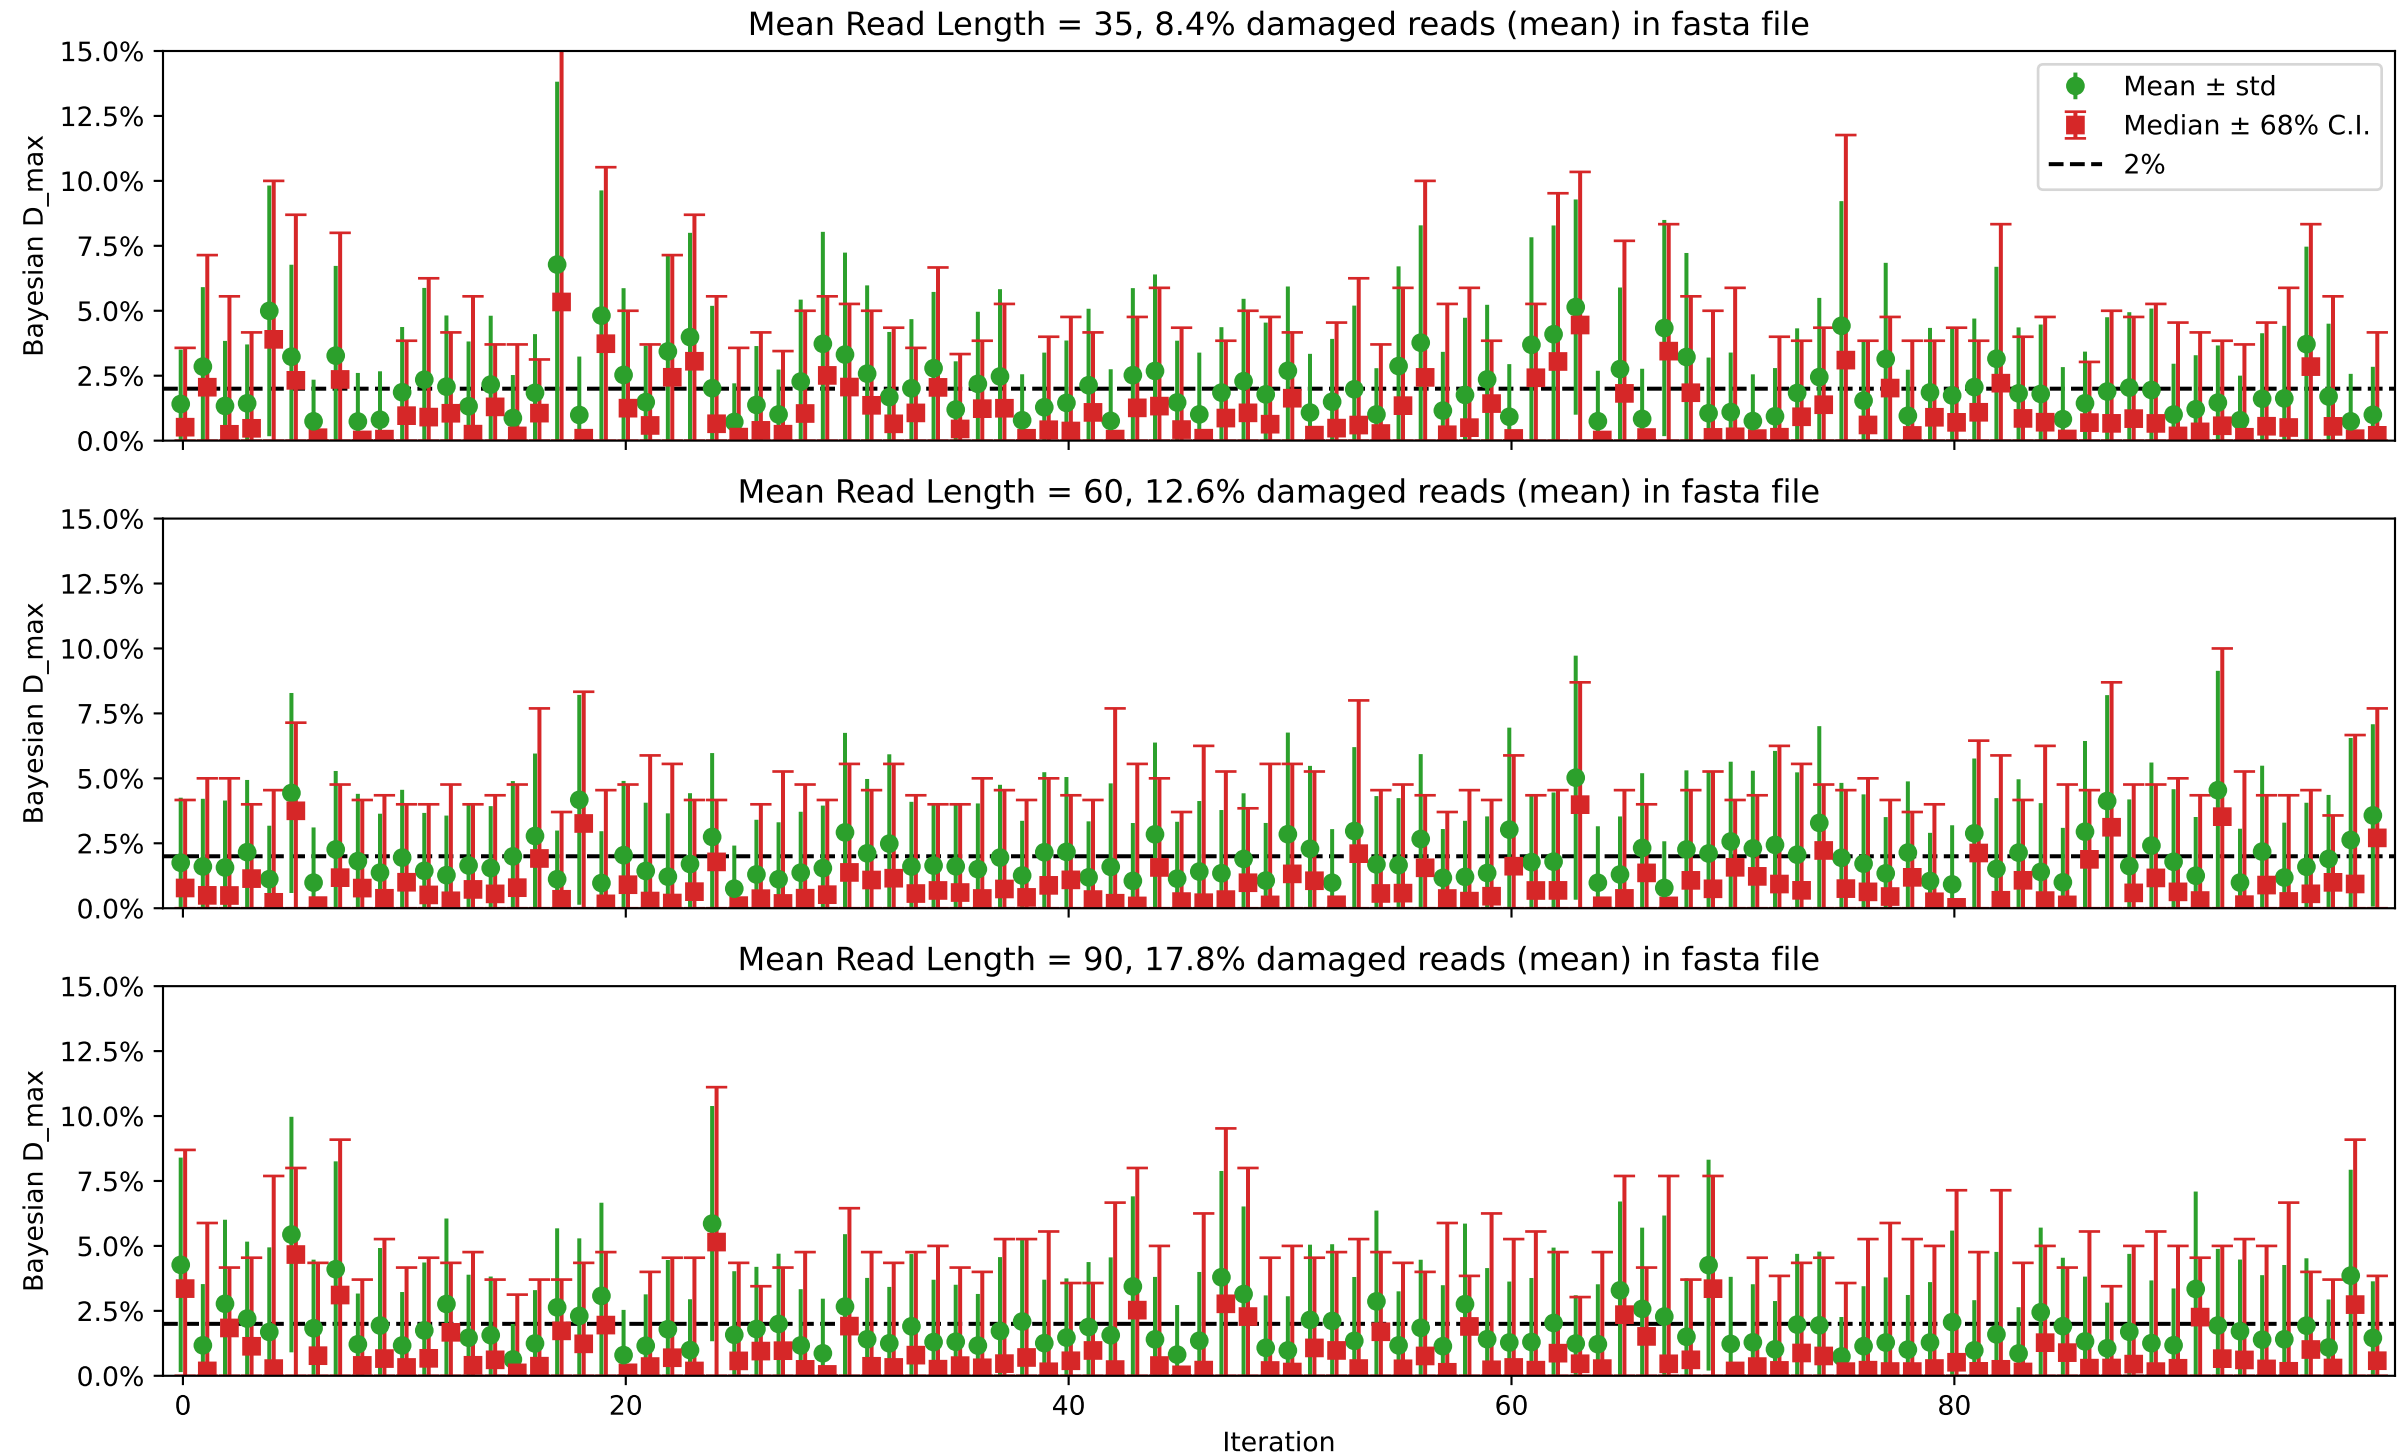 Mean Read Length = 35, 8.4% damaged reads (mean) in fasta file
15.0%
12.5%
10.0%
7.5%
5.0%
2.5%
0.0%
Bayesian D_max
Mean ± std
Median ± 68% C.I.
2%
Mean Read Length = 60, 12.6% damaged reads (mean) in fasta file
15.0%
12.5%
10.0%
7.5%
5.0%
2.5%
0.0%
Bayesian D_max
Mean Read Length = 90, 17.8% damaged reads (mean) in fasta file
15.0%
12.5%
10.0%
7.5%
5.0%
2.5%
0.0%
Bayesian D_max
0 20 40 60 80
Iteration